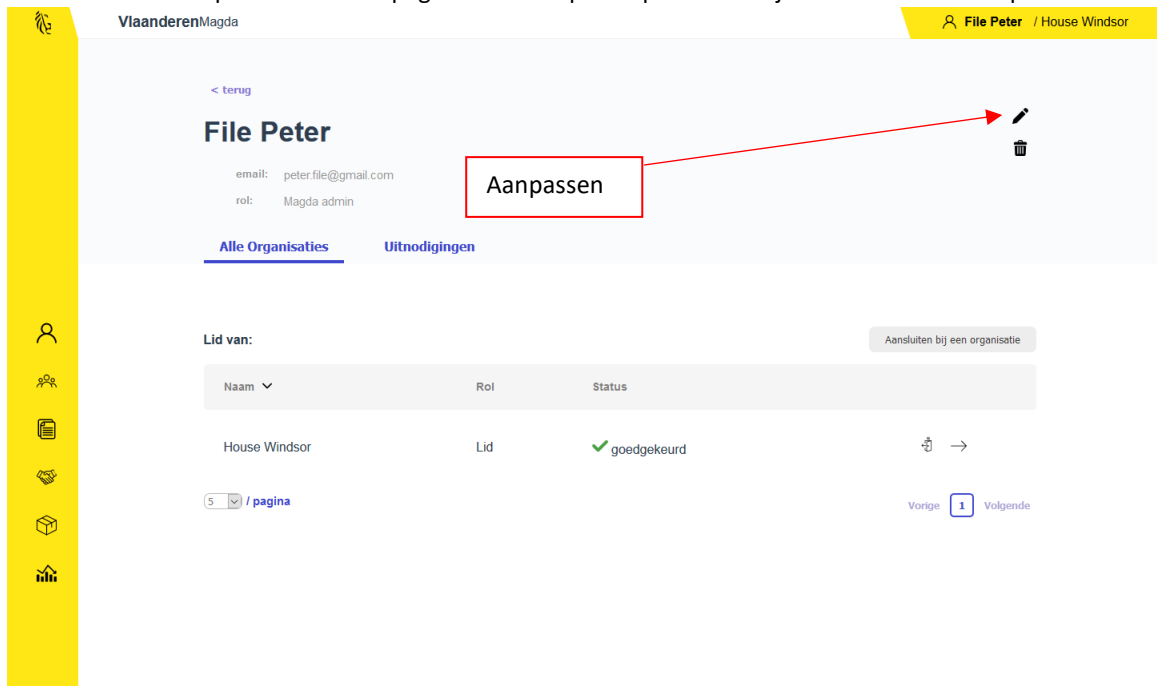 VlaanderenMagda
File Peter / House Windsor
< terug
File Peter
email: peter.file@gmail.com
rol: Magda admin
Aanpassen
Alle Organisaties Uitnodigingen
Lid van:
Aansluiten bij een organisatie
Naam Rol Status
House Windsor Lid goedgekeurd
5 / pagina
Vorige 1 Volgende